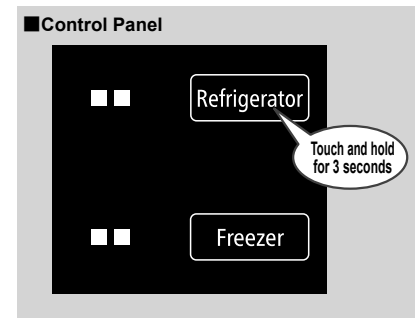 ■Control Panel
Refrigerator
Touch and hold
for 3 seconds
Freezer